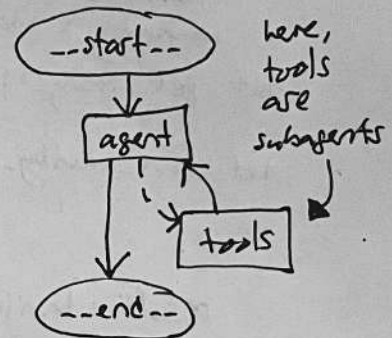 __start__
here,
tools
are
subagents
agent
tools
__end__